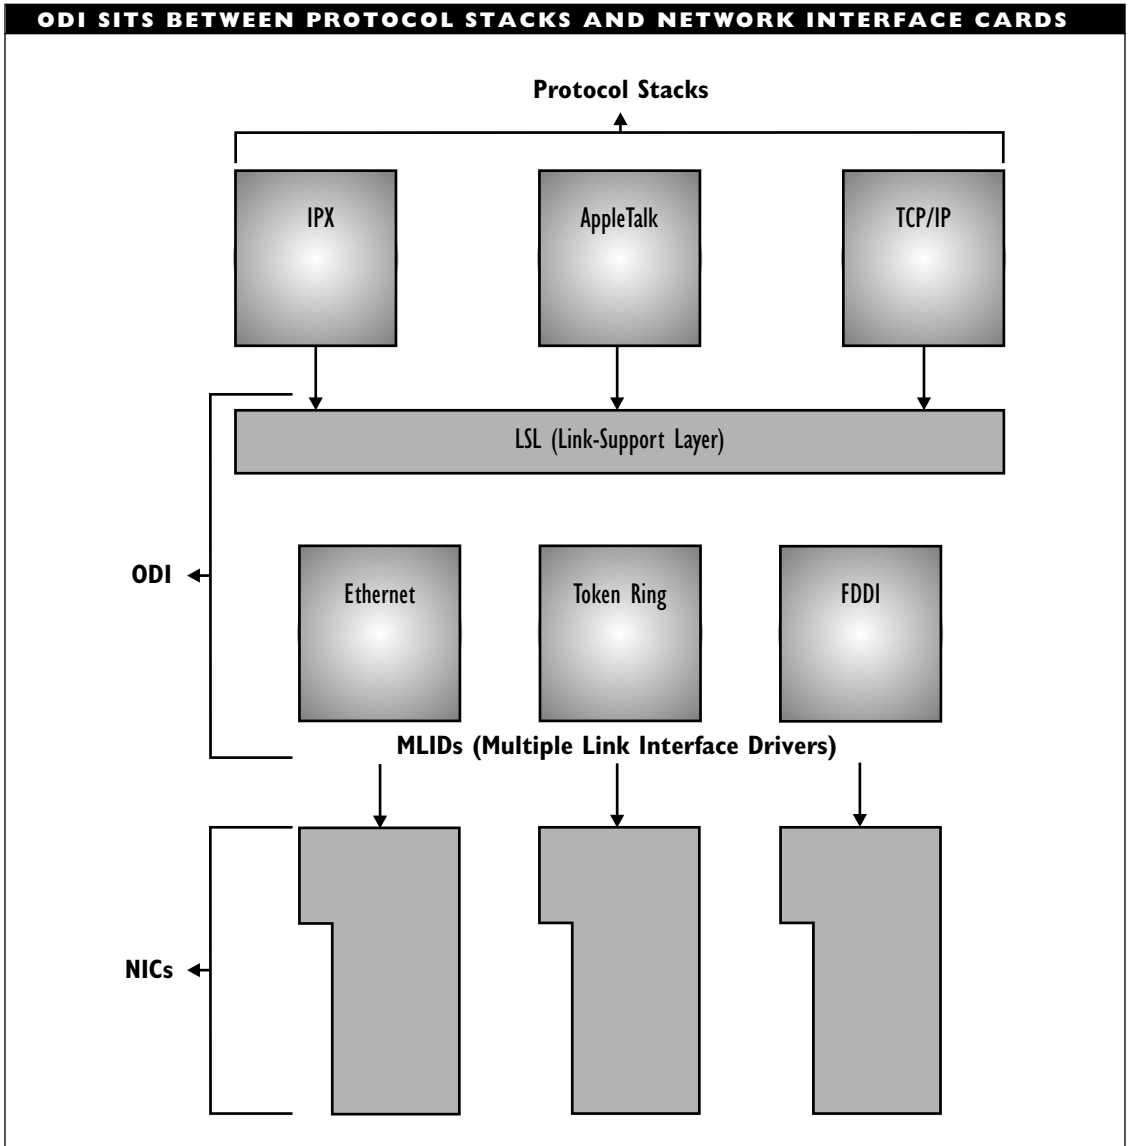 ODI SITS BETWEEN PROTOCOL STACKS AND NETWORK INTERFACE CARDS
Protocol Stacks
IPX
AppleTalk
TCP/IP
LSL (Link-Support Layer)
ODI
Ethernet
Token Ring
FDDI
MLIDs (Multiple Link Interface Drivers)
NICs